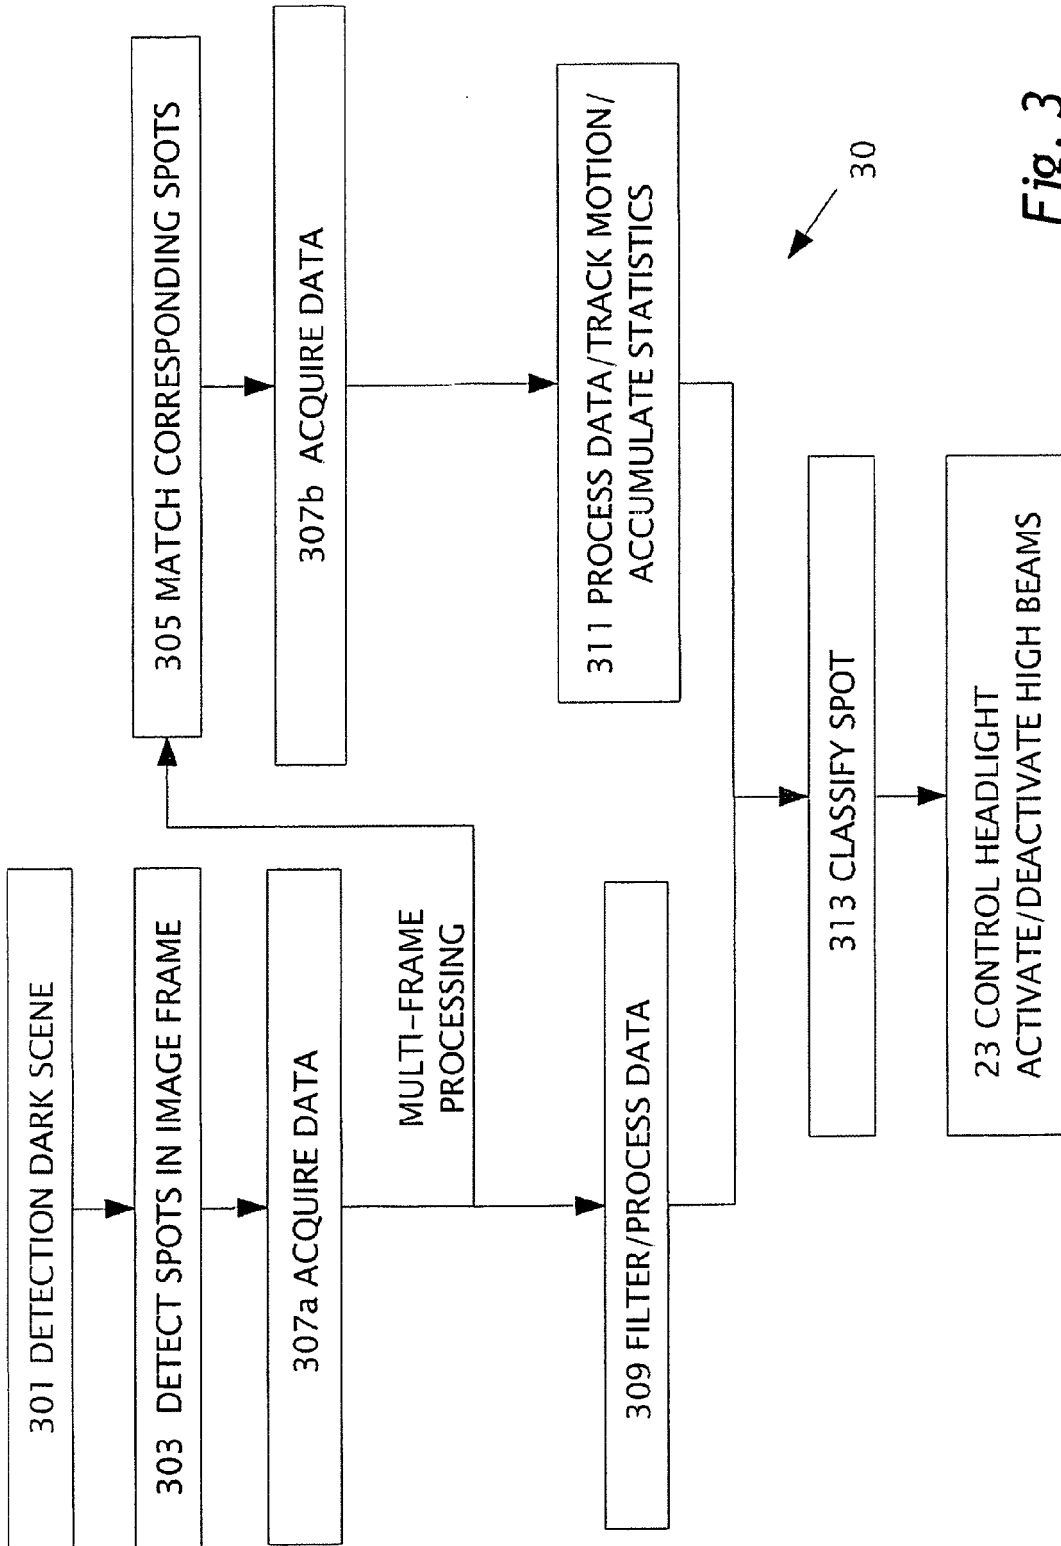 301 DETECTION DARK SCENE
303 DETECT SPOTS IN IMAGE FRAME
307a ACQUIRE DATA
MULTI-FRAME
PROCESSING
305 MATCH CORRESPONDING SPOTS
307b ACQUIRE DATA
309 FILTER/PROCESS DATA
311 PROCESS DATA/TRACK MOTION/
ACCUMULATE STATISTICS
313 CLASSIFY SPOT
23 CONTROL HEADLIGHT
ACTIVATE/DEACTIVATE HIGH BEAMS
30
Fig. 3